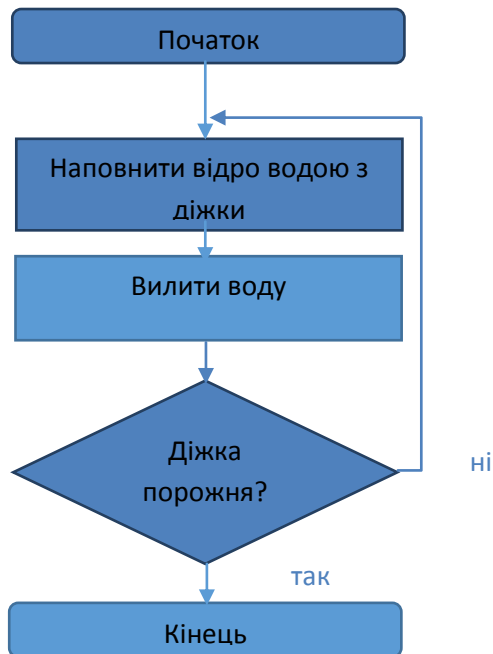 Початок
Наповнити відро водою з
діжки
Вилити воду
Діжка
порожня?
ні
так
Кінець